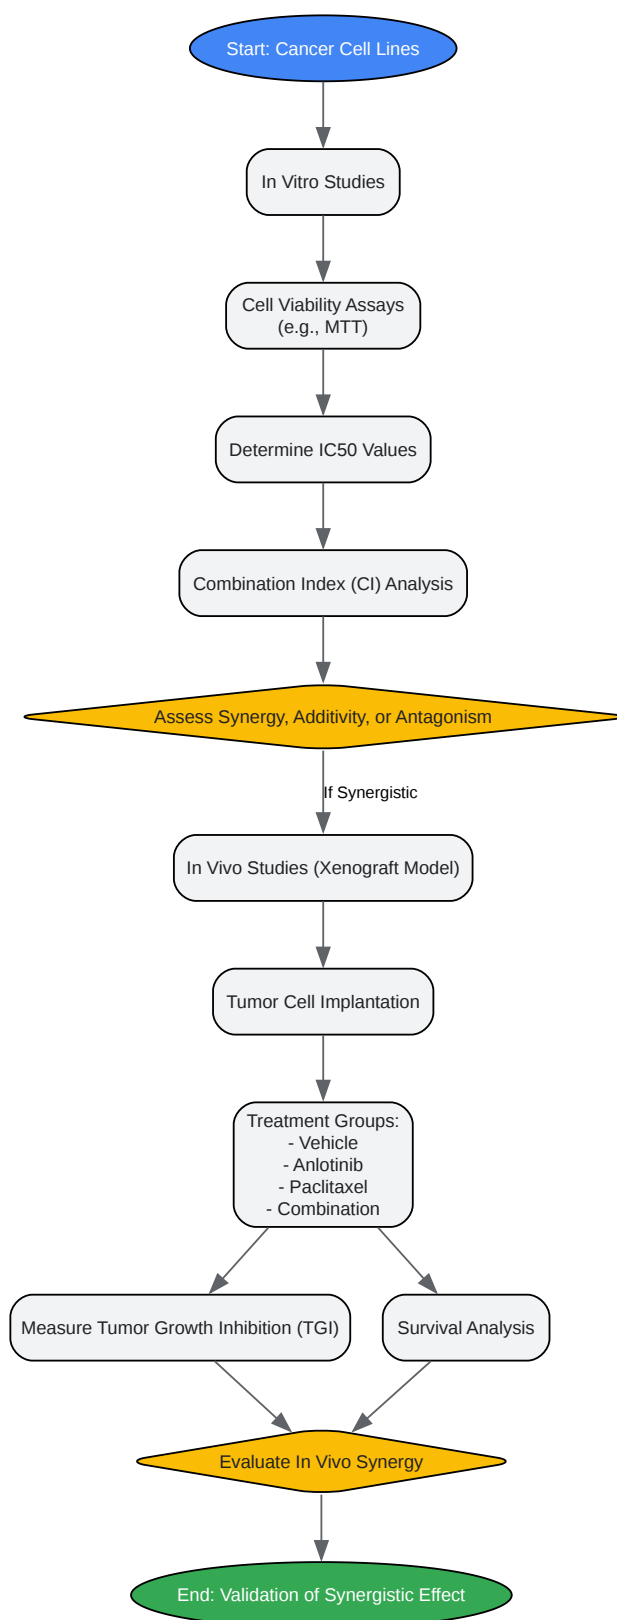 Start: Cancer Cell Lines
In Vitro Studies
Cell Viability Assays
(e.g., MTT)
Determine IC50 Values
Combination Index (CI) Analysis
Assess Synergy, Additivity, or Antagonism
If Synergistic
In Vivo Studies (Xenograft Model)
Tumor Cell Implantation
Treatment Groups:
- Vehicle
- Anlotinib
- Paclitaxel
- Combination
Measure Tumor Growth Inhibition (TGI)
Survival Analysis
Evaluate In Vivo Synergy
End: Validation of Synergistic Effect